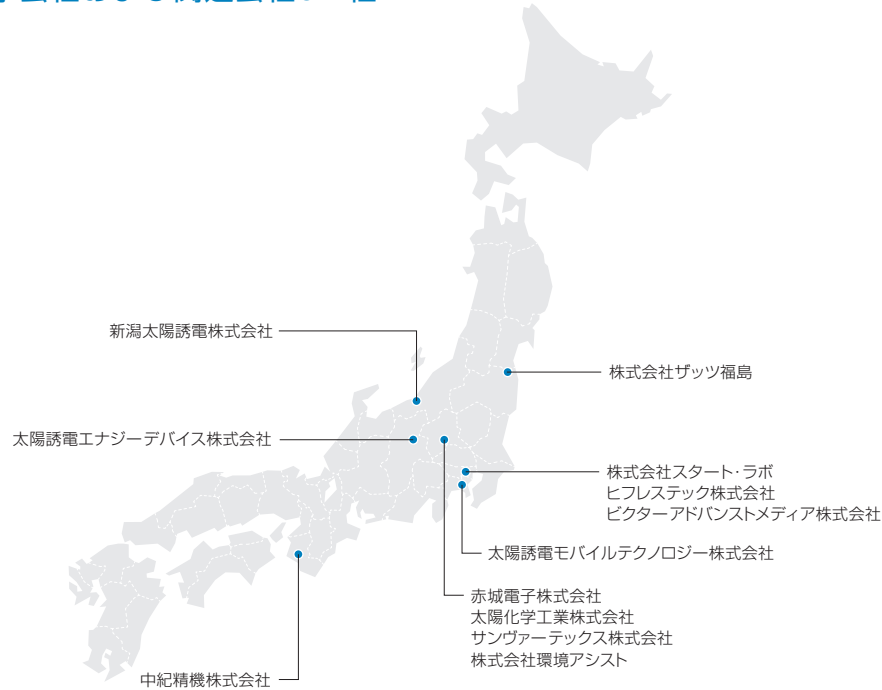 新潟太陽誘電株式会社
株式会社ザッツ福島
太陽誘電エナジーデバイス株式会社
株式会社スタート・ラボ
ヒフレステック株式会社
ビクターアドバンストメディア株式会社
太陽誘電モバイルテクノロジー株式会社
赤城電子株式会社
太陽化学工業株式会社
サンヴァーテックス株式会社
株式会社環境アシスト
中紀精機株式会社